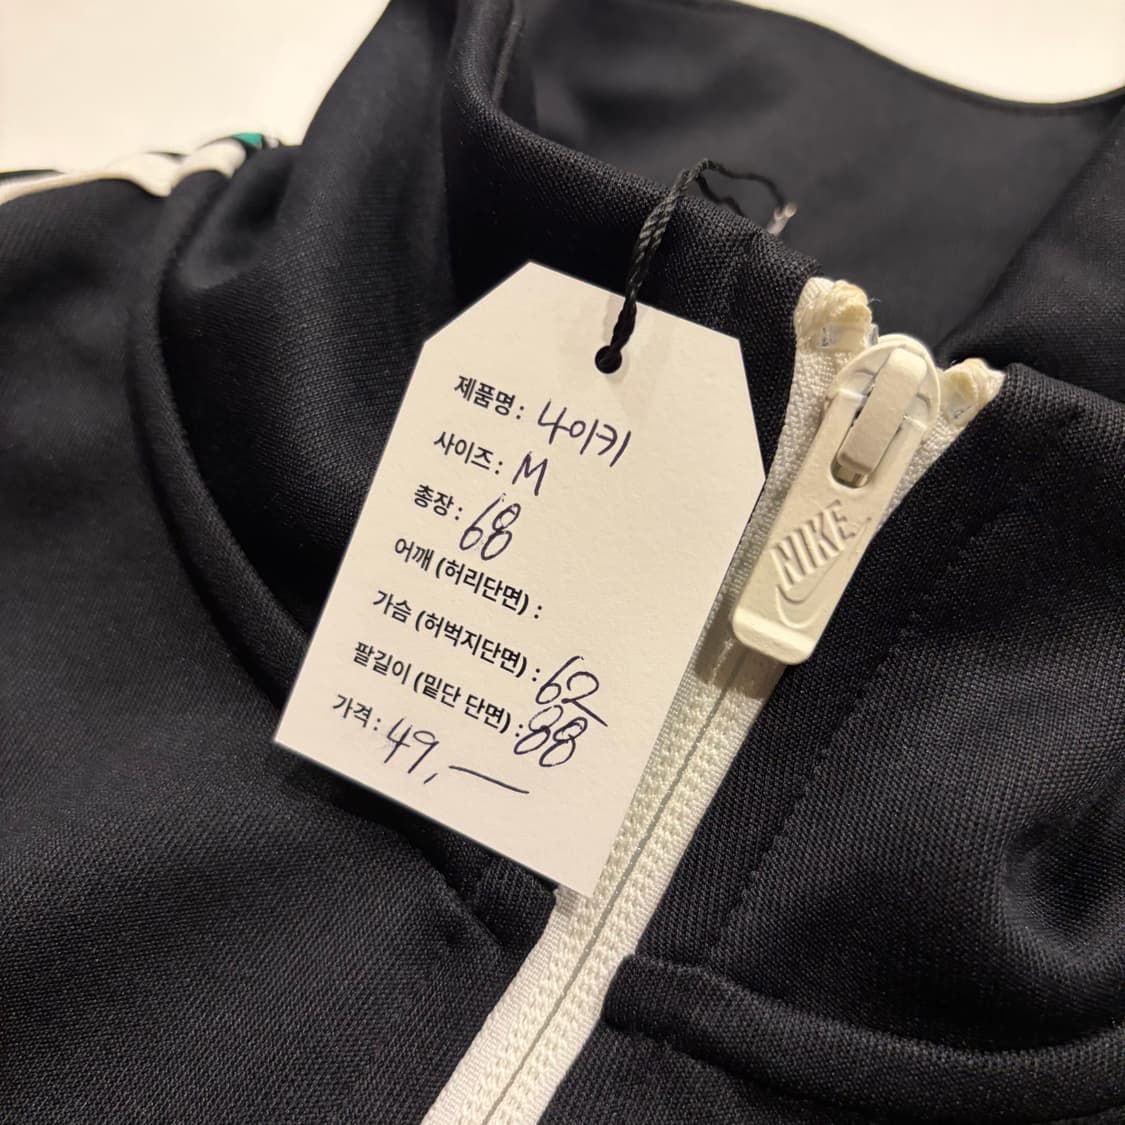 제품명 : 나이키
사이즈 : M
총장 : 68
어깨 (허리단면) :
가슴 (허벅지단면) : 62
팔길이 (밑단 단면) : 88
가격 : 49,—
NIKE